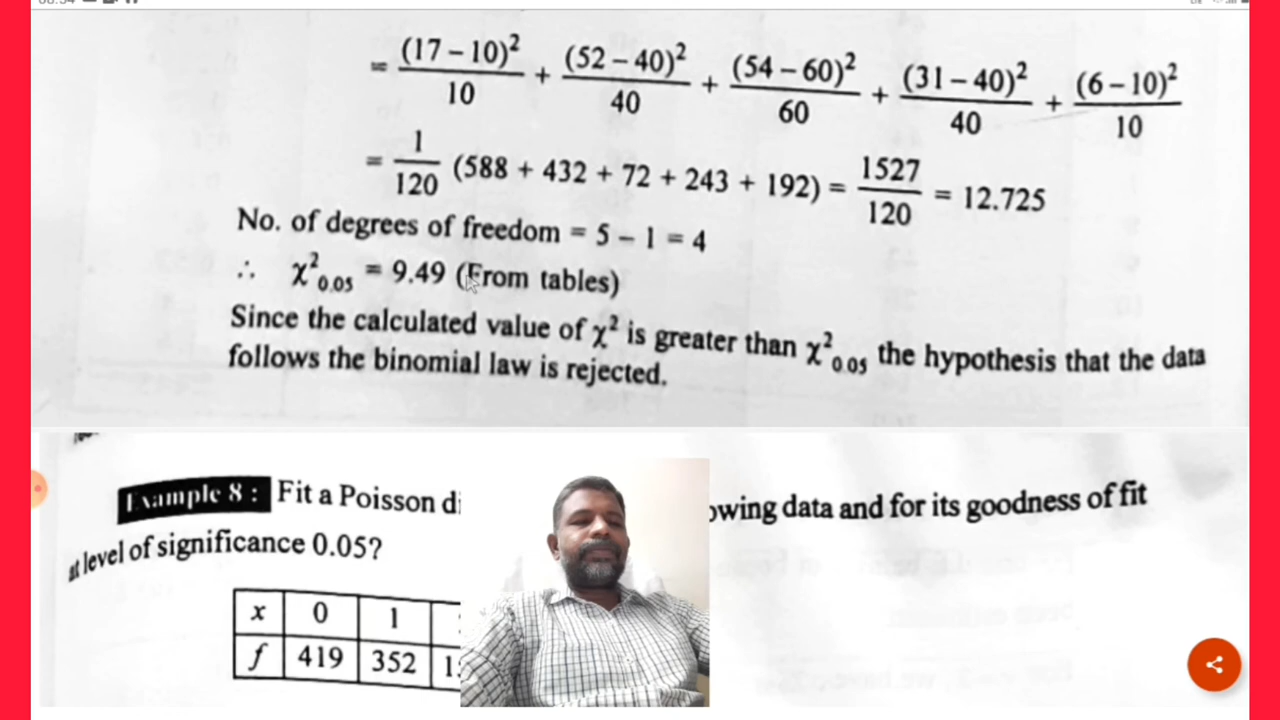 = (17 – 10)² / 10 + (52 – 40)² / 40 + (54 – 60)² / 60 + (31 – 40)² / 40 + (6 – 10)² / 10
= 1/120 (588 + 432 + 72 + 243 + 192) = 1527/120 = 12.725
No. of degrees of freedom = 5 – 1 = 4
∴ χ²0.05 = 9.49 (From tables)
Since the calculated value of χ² is greater than χ²0.05 the hypothesis that the data
follows the binomial law is rejected.
Example 8 : Fit a Poisson di owing data and for its goodness of fit
at level of significance 0.05?
x 0 1
f 419 352 1